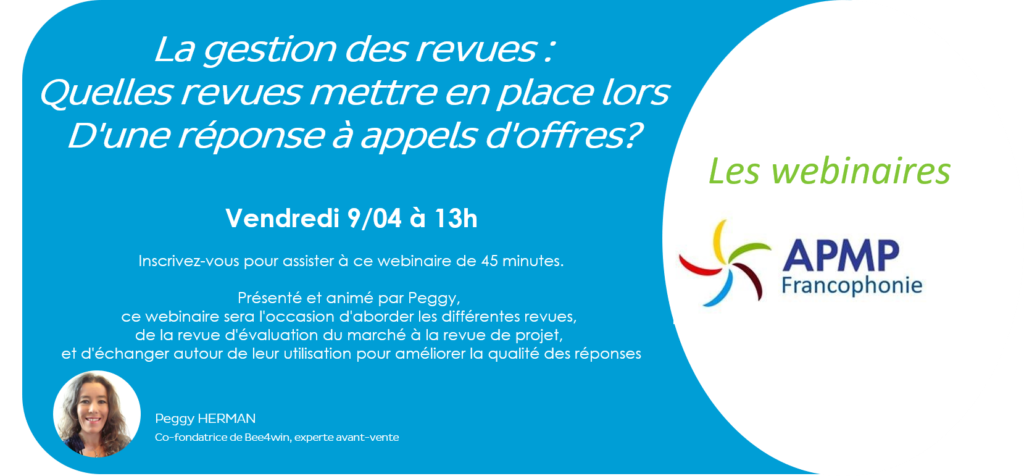 La gestion des revues :
Quelles revues mettre en place lors
D'une réponse à appels d'offres?
Vendredi 9/04 à 13h
Inscrivez-vous pour assister à ce webinaire de 45 minutes.
Présenté et animé par Peggy,
ce webinaire sera l'occasion d'aborder les différentes revues,
de la revue d'évaluation du marché à la revue de projet,
et d'échanger autour de leur utilisation pour améliorer la qualité des réponses
Peggy HERMAN
Co-fondatrice de Bee4win, experte avant-vente
Les webinaires
APMP
Francophonie